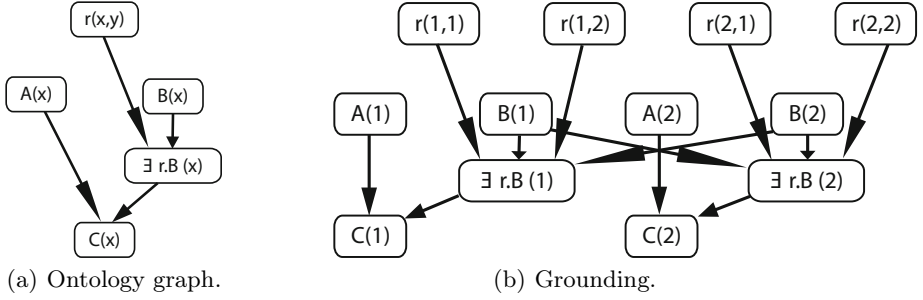 r(x,y)
A(x)
B(x)
∃ r.B (x)
C(x)
(a) Ontology graph.
r(1,1)
r(1,2)
r(2,1)
r(2,2)
A(1)
B(1)
A(2)
B(2)
∃ r.B (1)
∃ r.B (2)
C(1)
C(2)
(b) Grounding.